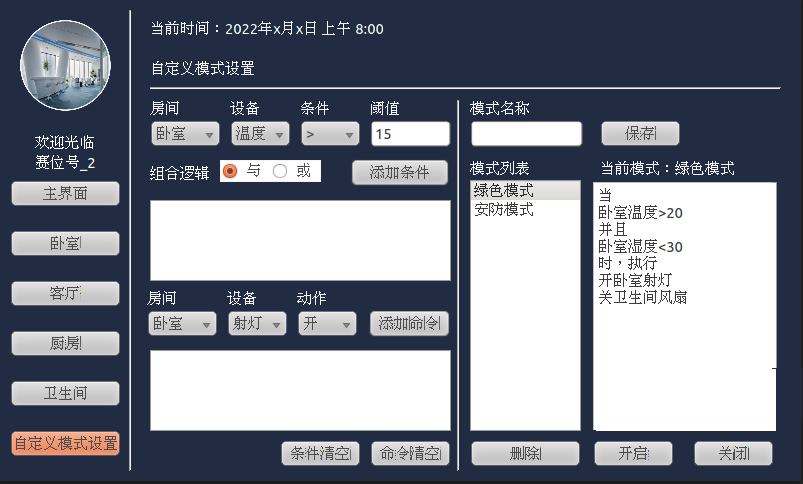 当前时间：2022年x月x日 上午 8:00
自定义模式设置
欢迎光临
赛位号_2
主界面
卧室
客厅
厨房
卫生间
自定义模式设置
房间 设备 条件 阈值
卧室 温度 > 15
组合逻辑 与 或 添加条件
房间 设备 动作
卧室 射灯 开 添加命令
条件清空 命令清空
模式名称
保存
模式列表
绿色模式
安防模式
当前模式：绿色模式
当
卧室温度>20
并且
卧室湿度<30
时，执行
开卧室射灯
关卫生间风扇
删除 开启 关闭